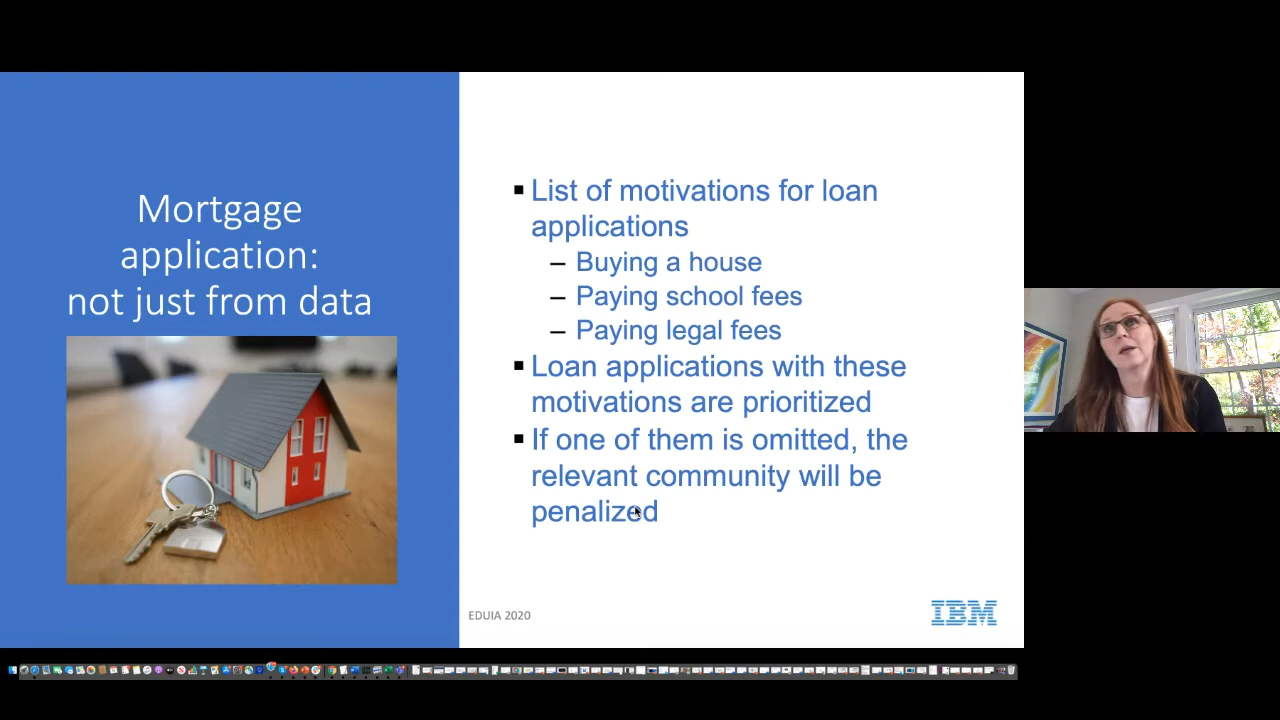 Mortgage
application:
not just from data
▪ List of motivations for loan
applications
– Buying a house
– Paying school fees
– Paying legal fees
▪ Loan applications with these
motivations are prioritized
▪ If one of them is omitted, the
relevant community will be
penalized
EDUIA 2020
IBM